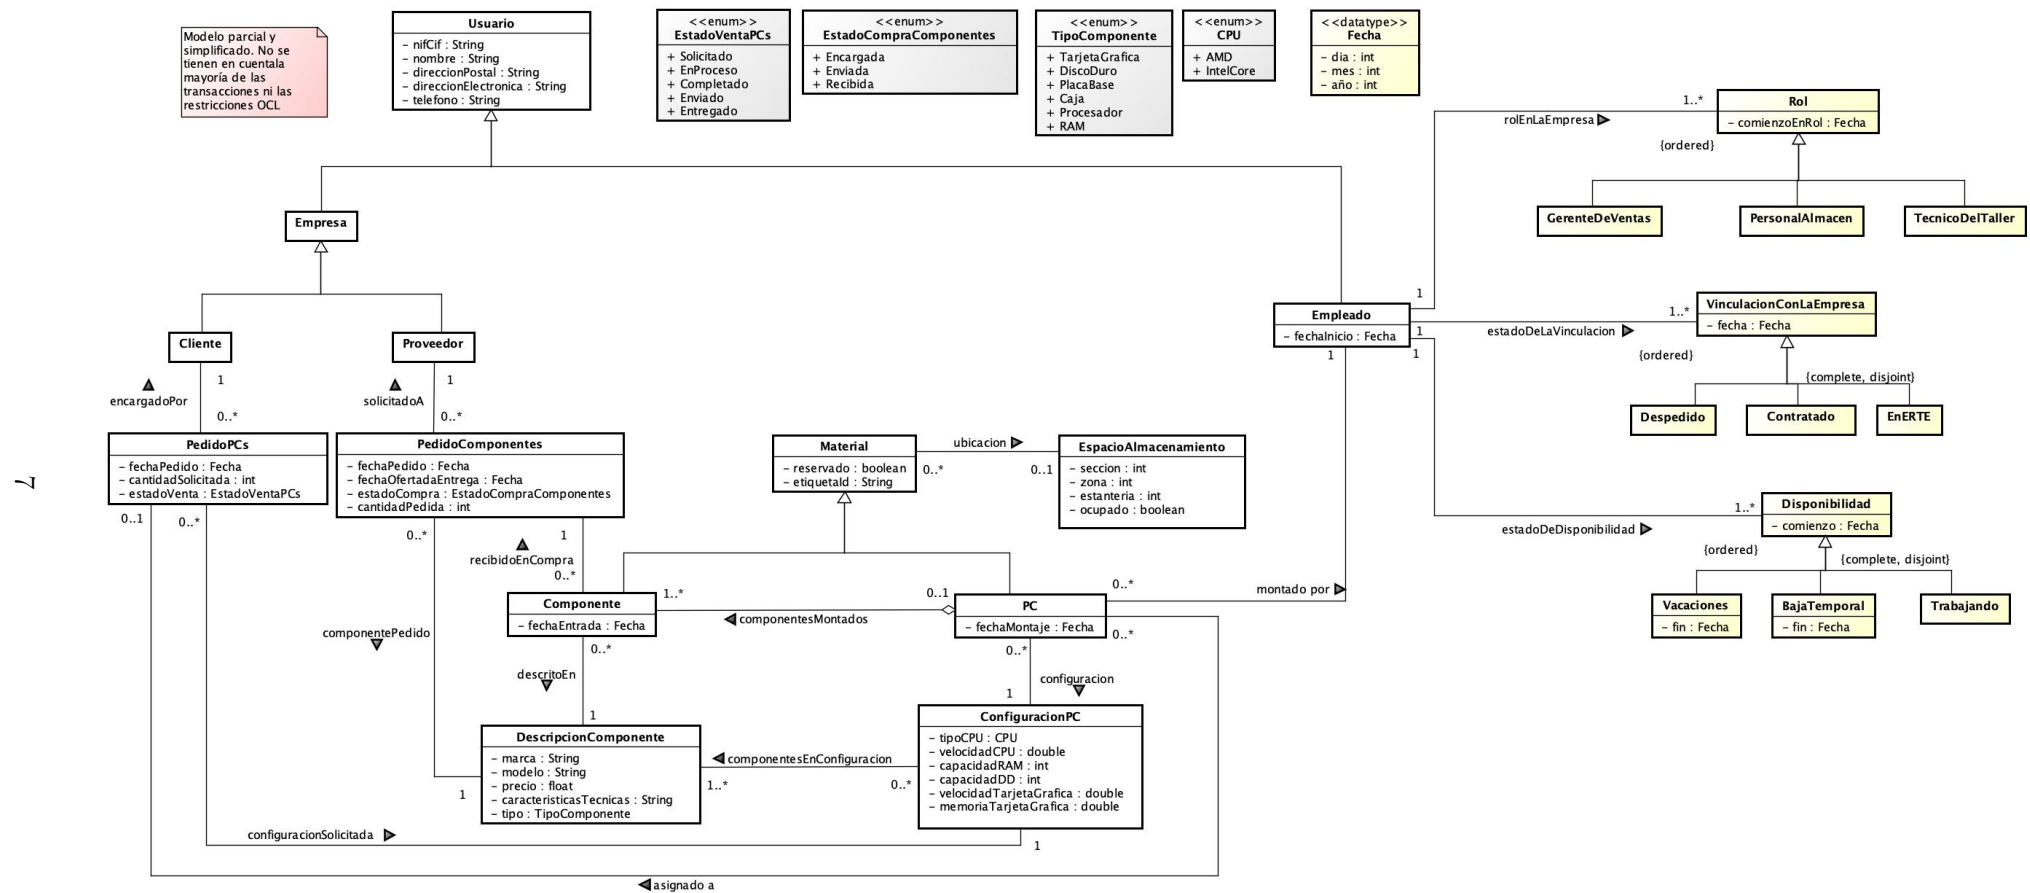 Modelo parcial y
simplificado. No se
tienen en cuentala
mayoría de las
transacciones ni las
restricciones OCL
Usuario
– nifCif : String
– nombre : String
– direccionPostal : String
– direccionElectronica : String
– telefono : String
<<enum>>
EstadoVentaPCs
+ Solicitado
+ EnProceso
+ Completado
+ Enviado
+ Entregado
<<enum>>
EstadoCompraComponentes
+ Encargada
+ Enviada
+ Recibida
<<enum>>
TipoComponente
+ TarjetaGrafica
+ DiscoDuro
+ PlacaBase
+ Caja
+ Procesador
+ RAM
<<enum>>
CPU
+ AMD
+ IntelCore
<<datatype>>
Fecha
– dia : int
– mes : int
– año : int
1..*
rolEnLaEmpresa
Rol
– comienzoEnRol : Fecha
{ordered}
GerenteDeVentas
PersonalAlmacen
TecnicoDelTaller
Empresa
Cliente
Proveedor
1
encargadoPor
0..*
1
solicitadoA
0..*
1
Empleado
– fechaInicio : Fecha
1
1
1
1..*
estadoDeLaVinculacion
VinculacionConLaEmpresa
– fecha : Fecha
{ordered}
{complete, disjoint}
Despedido
Contratado
EnERTE
PedidoPCs
– fechaPedido : Fecha
– cantidadSolicitada : int
– estadoVenta : EstadoVentaPCs
0..1
0..*
PedidoComponentes
– fechaPedido : Fecha
– fechaOfertadaEntrega : Fecha
– estadoCompra : EstadoCompraComponentes
– cantidadPedida : int
0..*
1
recibidoEnCompra
0..*
Material
– reservado : boolean
– etiquetaId : String
ubicacion
0..*
0..1
EspacioAlmacenamiento
– seccion : int
– zona : int
– estanteria : int
– ocupado : boolean
7
1..*
estadoDeDisponibilidad
Disponibilidad
– comienzo : Fecha
{ordered}
{complete, disjoint}
Vacaciones
– fin : Fecha
BajaTemporal
– fin : Fecha
Trabajando
Componente
– fechaEntrada : Fecha
1..*
0..1
componentesMontados
PC
– fechaMontaje : Fecha
0..*
montado por
0..*
componentePedido
0..*
descritoEn
1
0..*
configuracion
1
DescripcionComponente
– marca : String
– modelo : String
– precio : float
– caracteristicasTecnicas : String
– tipo : TipoComponente
1
componentesEnConfiguracion
1..*
0..*
ConfiguracionPC
– tipoCPU : CPU
– velocidadCPU : double
– capacidadRAM : int
– capacidadDD : int
– velocidadTarjetaGrafica : double
– memoriaTarjetaGrafica : double
configuracionSolicitada
1
asignado a